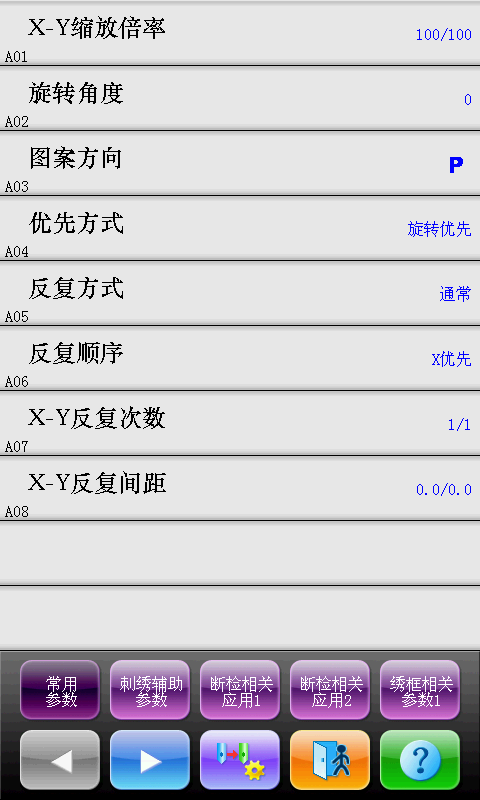 X-Y缩放倍率
100/100
A01
旋转角度
0
A02
图案方向
P
A03
优先方式
旋转优先
A04
反复方式
通常
A05
反复顺序
X优先
A06
X-Y反复次数
1/1
A07
X-Y反复间距
0.0/0.0
A08
常用
参数
刺绣辅助
参数
断检相关
应用1
断检相关
应用2
绣框相关
参数1
?